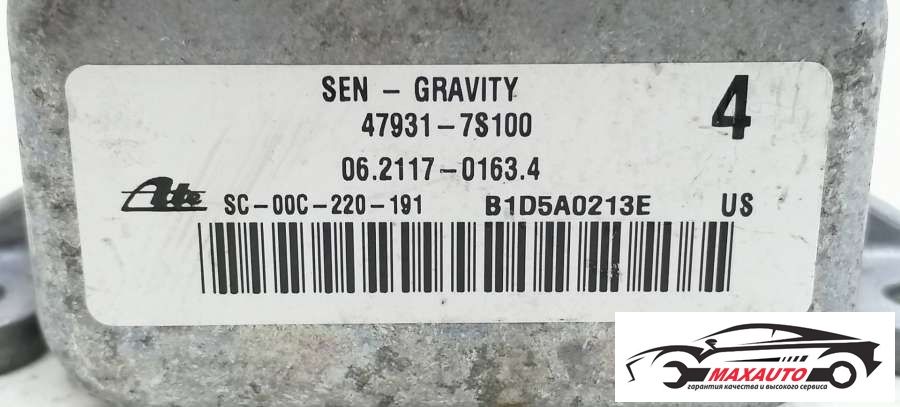 SEN - GRAVITY
47931-7S100
4
06.2117-0163.4
Ate SC-00C-220-191 B1D5A0213E US
MAXAUTO
гарантия качества и высокого сервиса